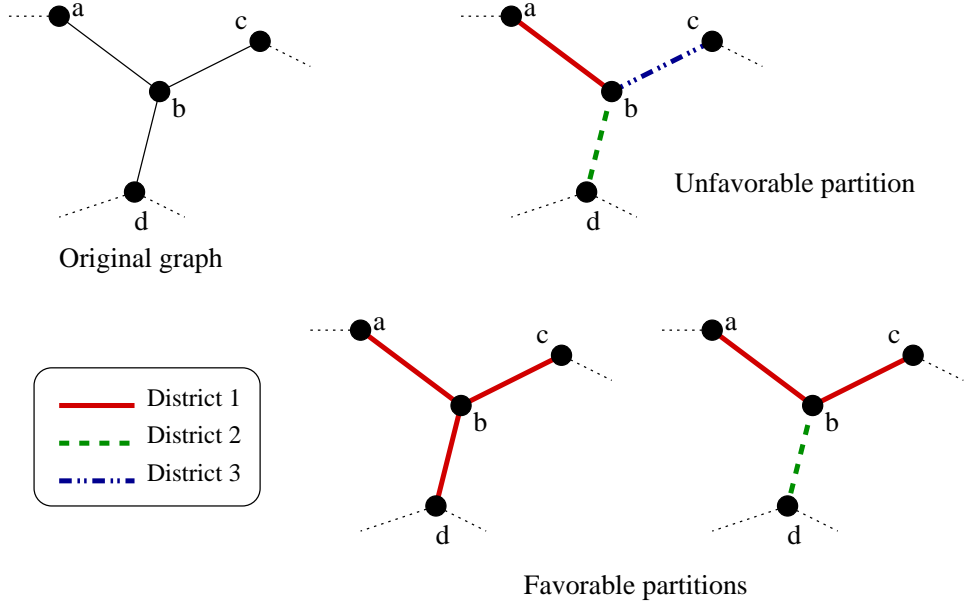 a
c
b
d
Original graph
a
c
b
d
Unfavorable partition
a
c
b
d
a
c
b
d
Favorable partitions
District 1
District 2
District 3